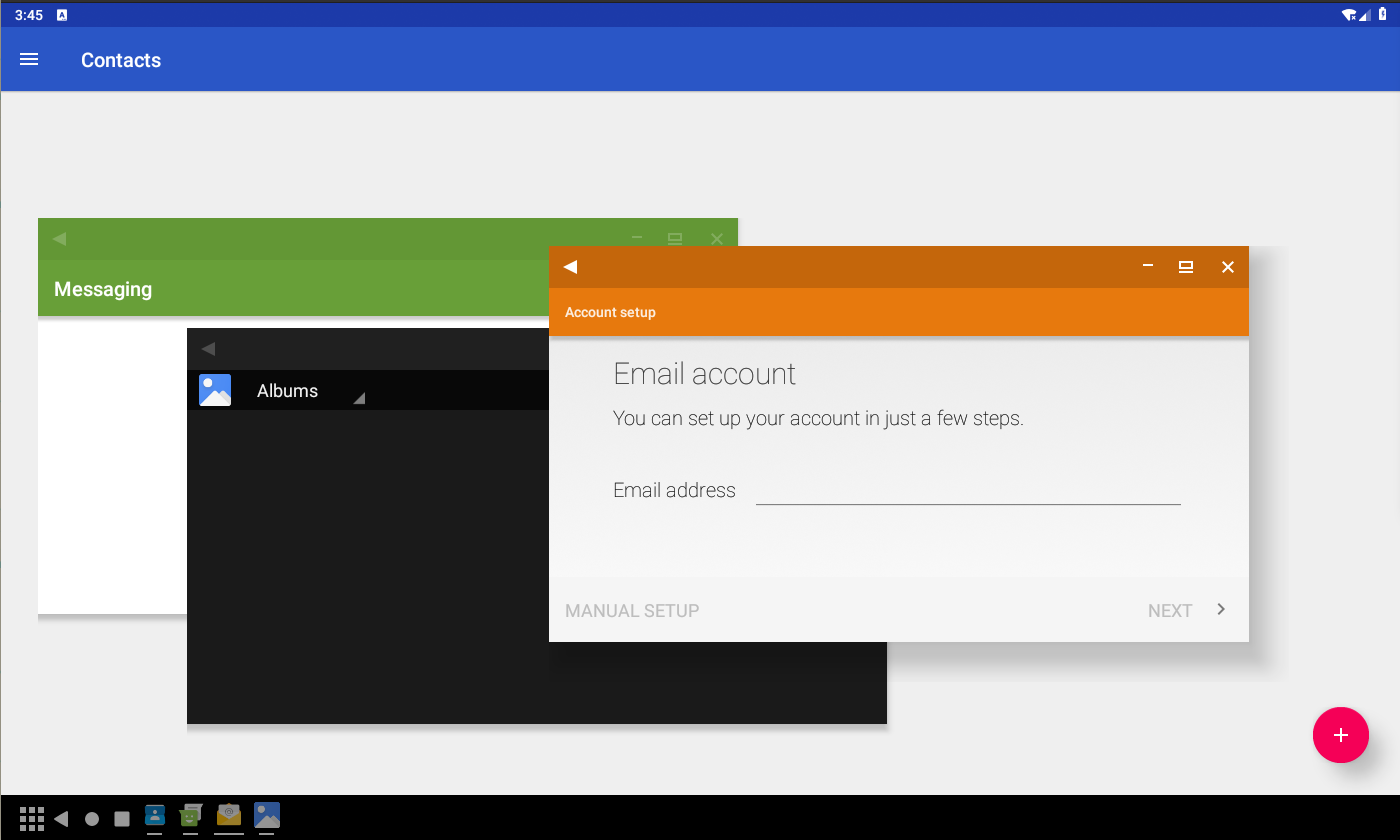 3:45
Contacts
Messaging
Albums
Account setup
Email account
You can set up your account in just a few steps.
Email address
MANUAL SETUP
NEXT